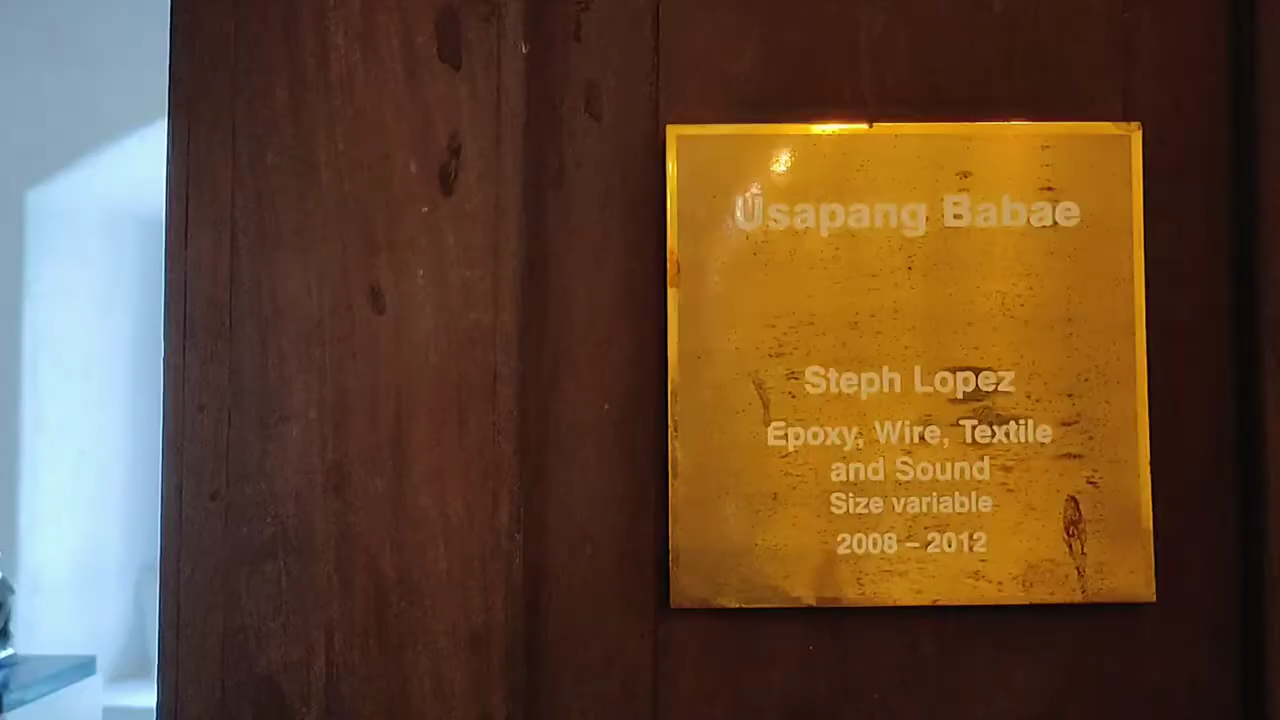 Usapang Babae
Steph Lopez
Epoxy, Wire, Textile
and Sound
Size variable
2008 – 2012